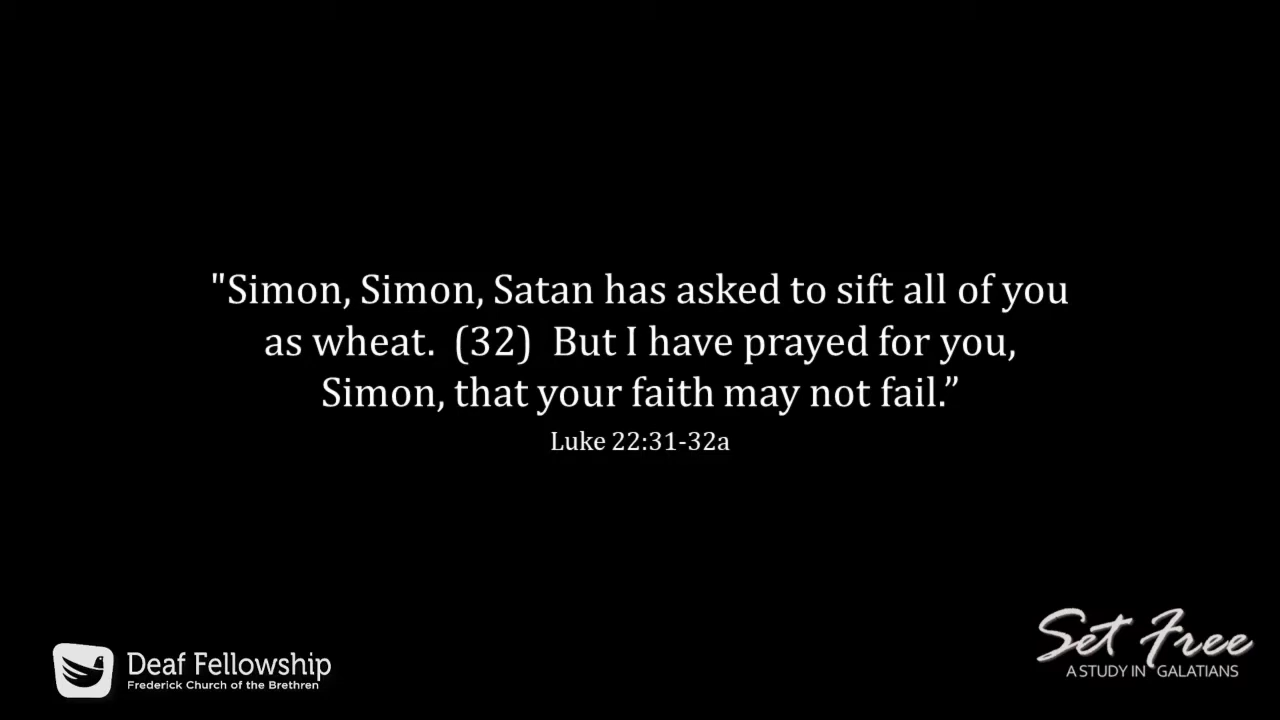 "Simon, Simon, Satan has asked to sift all of you
as wheat.  (32)  But I have prayed for you,
Simon, that your faith may not fail.”
Luke 22:31-32a
Deaf Fellowship
Frederick Church of the Brethren
Set Free
A STUDY IN GALATIANS